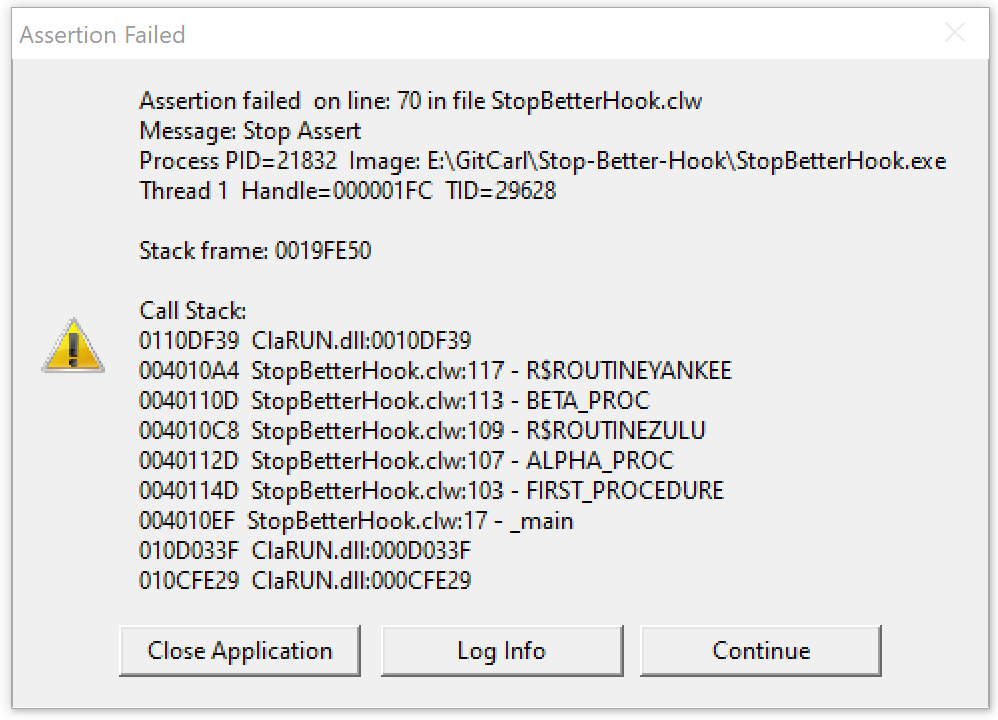 Assertion Failed
Assertion failed  on line: 70 in file StopBetterHook.clw
Message: Stop Assert
Process PID=21832  Image: E:\GitCarl\Stop-Better-Hook\StopBetterHook.exe
Thread 1  Handle=000001FC  TID=29628
Stack frame: 0019FE50
Call Stack:
0110DF39  ClaRUN.dll:0010DF39
004010A4  StopBetterHook.clw:117 - R$ROUTINEYANKEE
0040110D  StopBetterHook.clw:113 - BETA_PROC
004010C8  StopBetterHook.clw:109 - R$ROUTINEZULU
0040112D  StopBetterHook.clw:107 - ALPHA_PROC
0040114D  StopBetterHook.clw:103 - FIRST_PROCEDURE
004010EF  StopBetterHook.clw:17 - _main
010D033F  ClaRUN.dll:000D033F
010CFE29  ClaRUN.dll:000CFE29
Close Application
Log Info
Continue